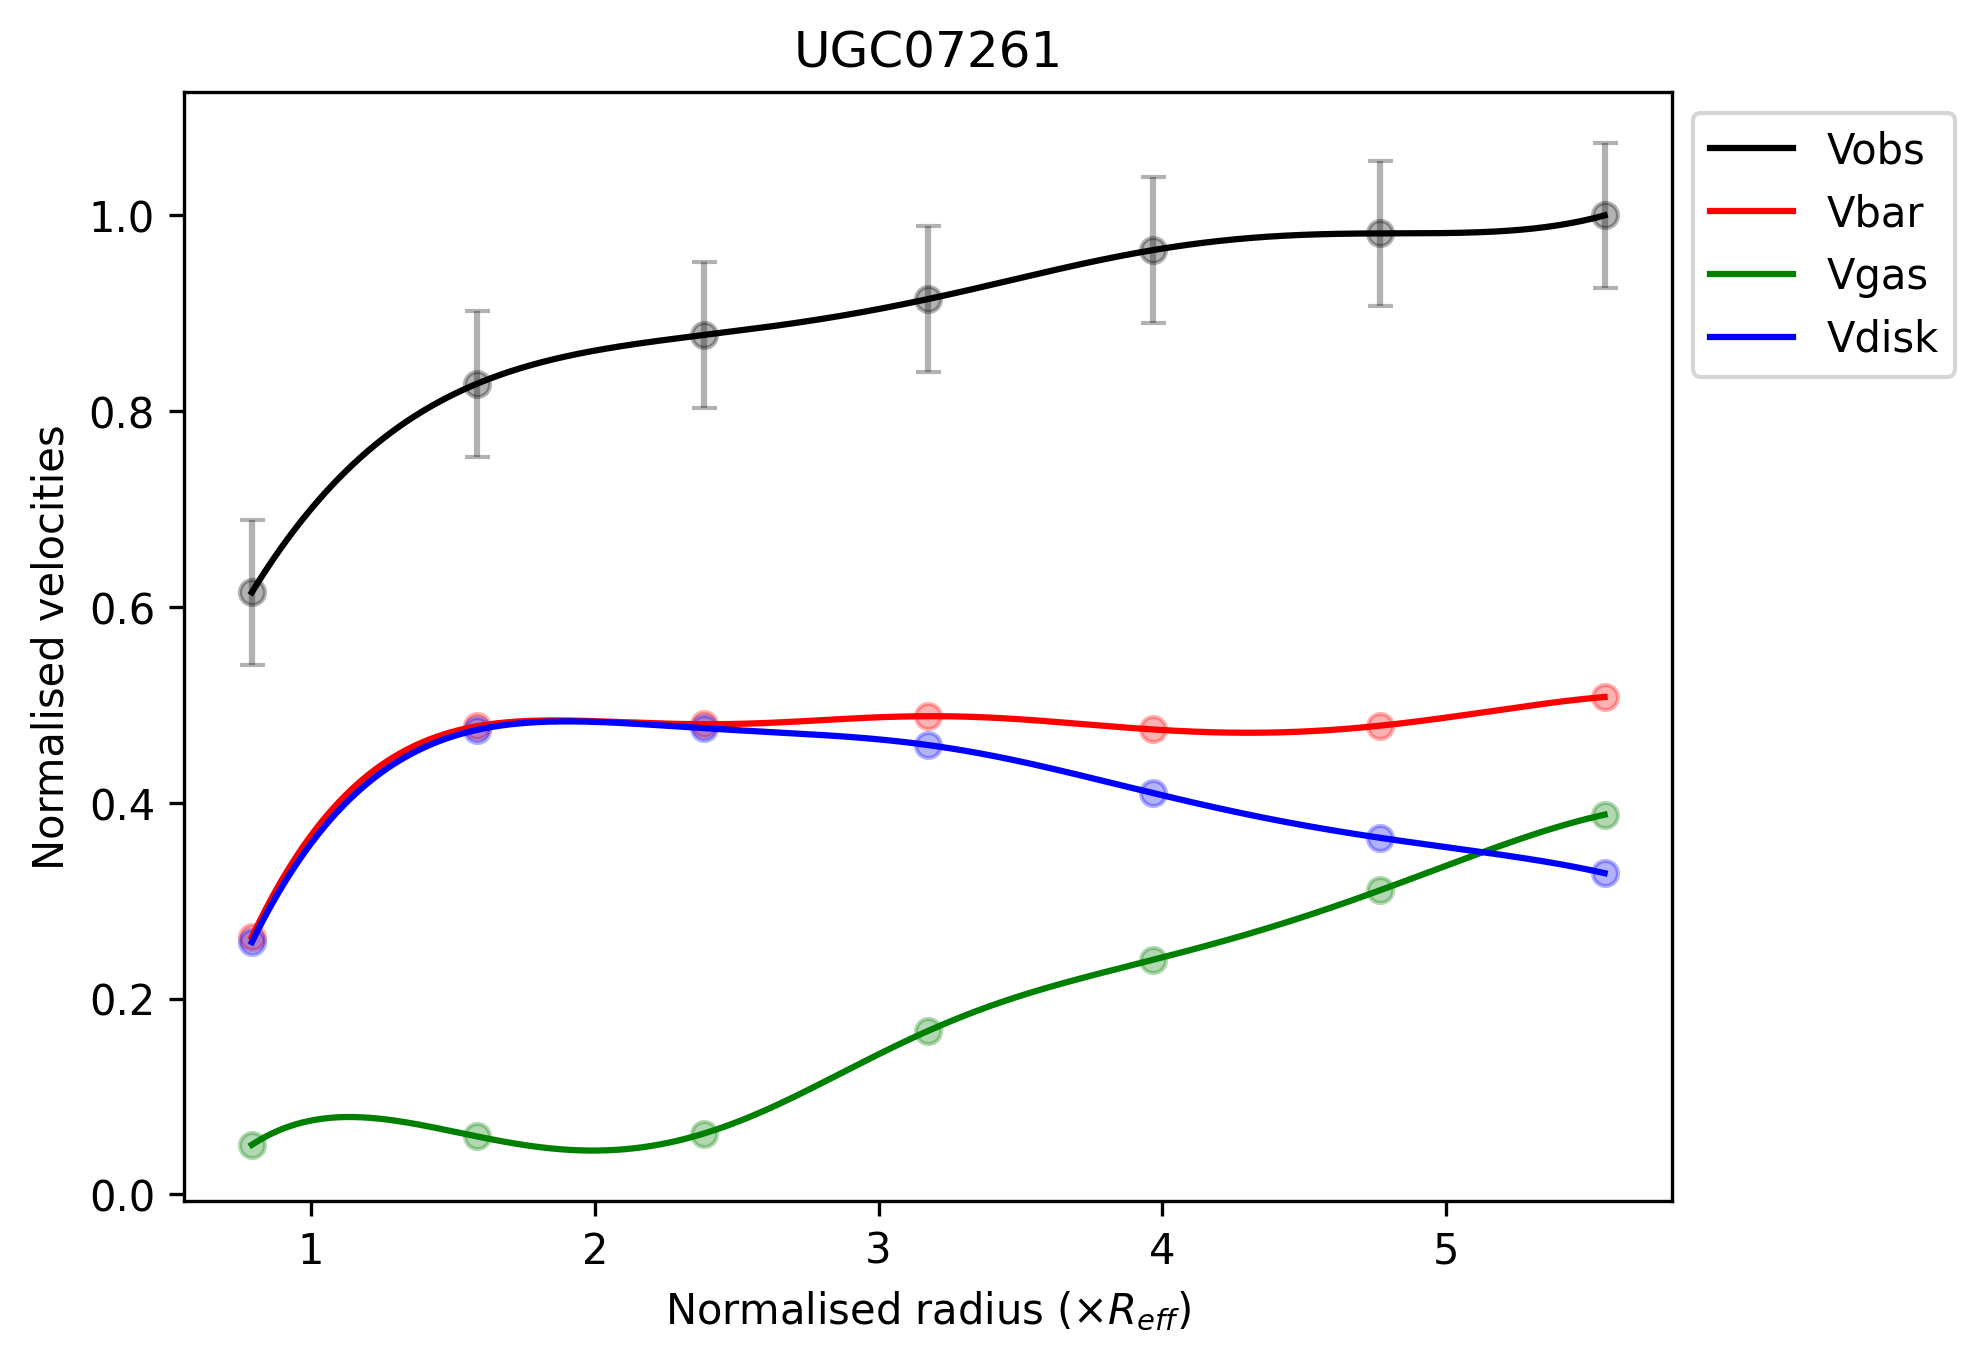 UGC07261
Vobs
Vbar
Vgas
Vdisk
1.0
0.8
0.6
0.4
0.2
0.0
Normalised velocities
1 2 3 4 5
Normalised radius (×R_eff)